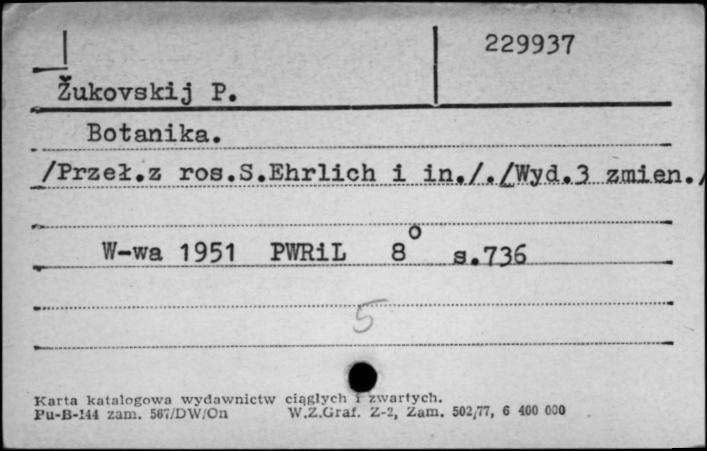 229937
Žukovskij P.
Botanika.
/Przeł.z ros.S.Ehrlich i in././Wyd.3 zmien./
W-wa 1951 PWRiL 8° s.736
5
Karta katalogowa wydawnictw ciągłych i zwartych.
Pu-B-144 zam. 567/DW/On W.Z.Graf. Z-2, Zam. 502/77, 6 400 000